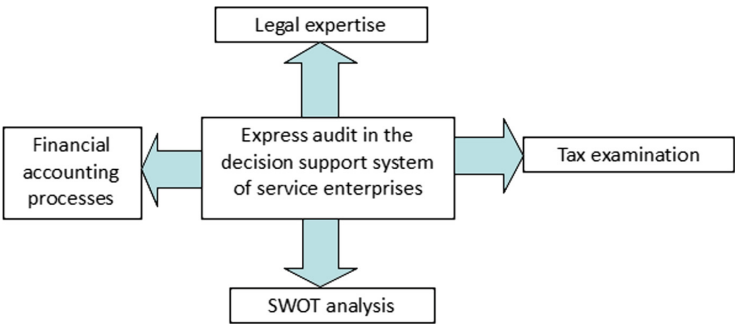 Legal expertise
Financial
accounting
processes
Express audit in the
decision support system
of service enterprises
Tax examination
SWOT analysis